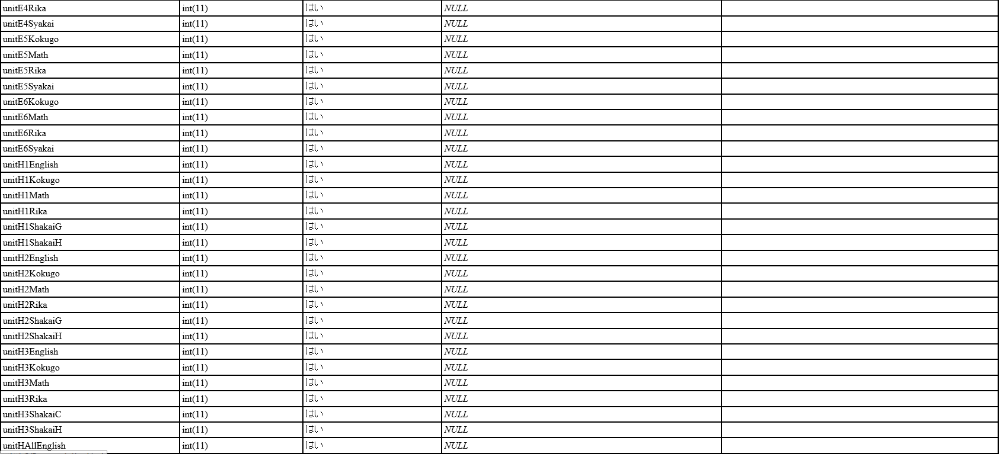 unitE4Rika int(11) はい NULL
unitE4Syakai int(11) はい NULL
unitE5Kokugo int(11) はい NULL
unitE5Math int(11) はい NULL
unitE5Rika int(11) はい NULL
unitE5Syakai int(11) はい NULL
unitE6Kokugo int(11) はい NULL
unitE6Math int(11) はい NULL
unitE6Rika int(11) はい NULL
unitE6Syakai int(11) はい NULL
unitH1English int(11) はい NULL
unitH1Kokugo int(11) はい NULL
unitH1Math int(11) はい NULL
unitH1Rika int(11) はい NULL
unitH1ShakaiG int(11) はい NULL
unitH1ShakaiH int(11) はい NULL
unitH2English int(11) はい NULL
unitH2Kokugo int(11) はい NULL
unitH2Math int(11) はい NULL
unitH2Rika int(11) はい NULL
unitH2ShakaiG int(11) はい NULL
unitH2ShakaiH int(11) はい NULL
unitH3English int(11) はい NULL
unitH3Kokugo int(11) はい NULL
unitH3Math int(11) はい NULL
unitH3Rika int(11) はい NULL
unitH3ShakaiC int(11) はい NULL
unitH3ShakaiH int(11) はい NULL
unitHAllEnglish int(11) はい NULL